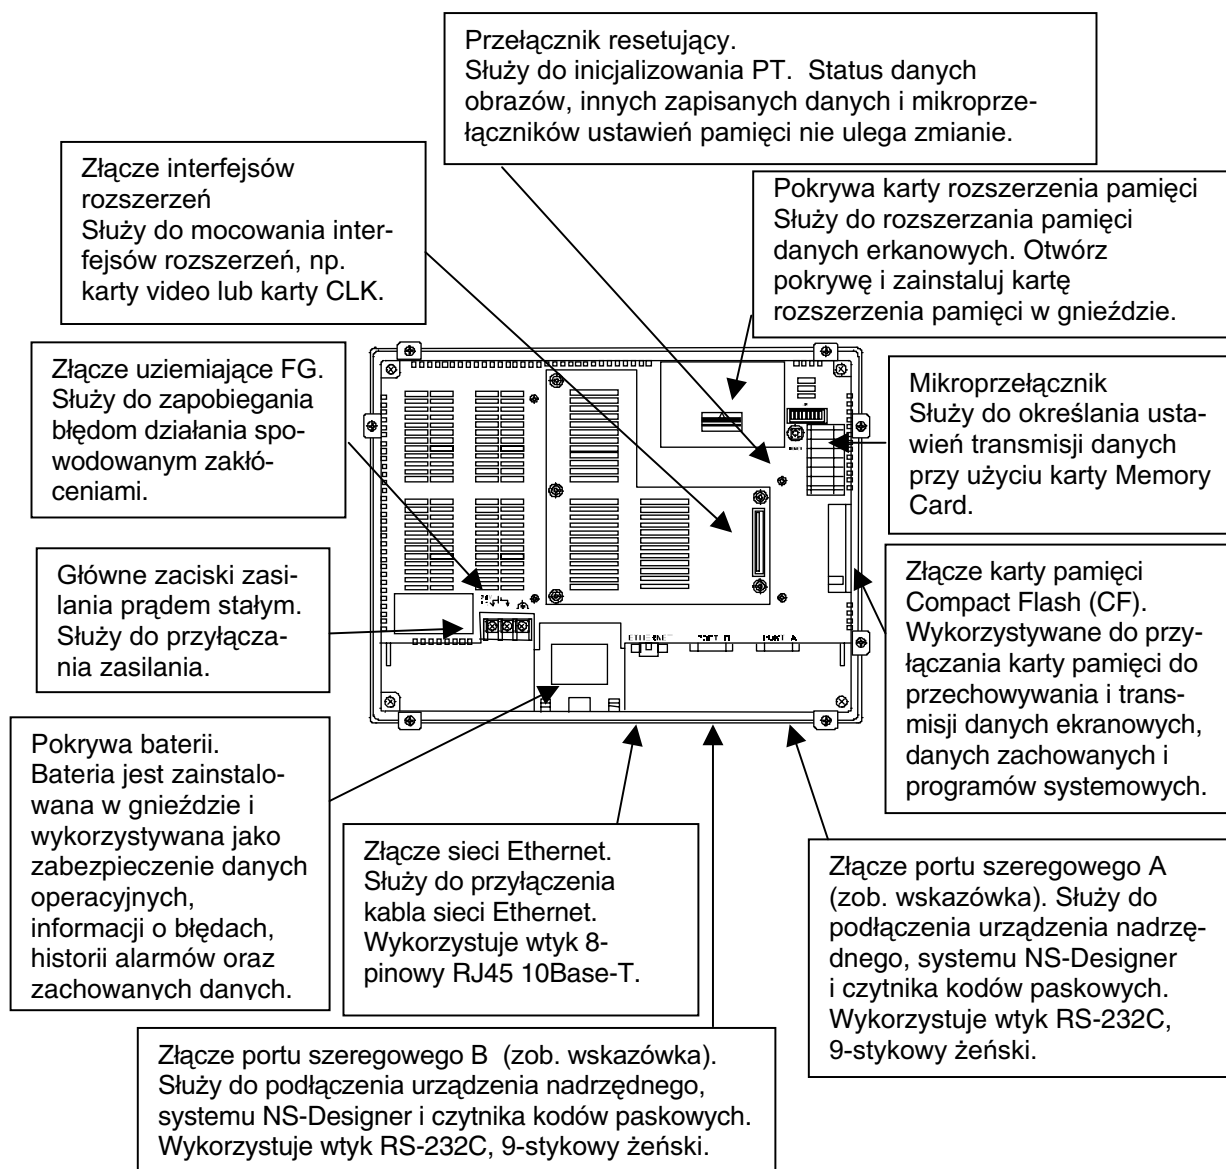 Przełącznik resetujący.
Służy do inicjalizowania PT.  Status danych
obrazów, innych zapisanych danych i mikroprze-
łączników ustawień pamięci nie ulega zmianie.
Złącze interfejsów
rozszerzeń
Służy do mocowania inter-
fejsów rozszerzeń, np.
karty video lub karty CLK.
Pokrywa karty rozszerzenia pamięci
Służy do rozszerzania pamięci
danych erkanowych. Otwórz
pokrywę i zainstaluj kartę
rozszerzenia pamięci w gnieździe.
Złącze uziemiające FG.
Służy do zapobiegania
błędom działania spo-
wodowanym zakłó-
ceniami.
Mikroprzełącznik
Służy do określania usta-
wień transmisji danych
przy użyciu karty Memory
Card.
Główne zaciski zasi-
lania prądem stałym.
Służy do przyłącza-
nia zasilania.
Złącze karty pamięci
Compact Flash (CF).
Wykorzystywane do przy-
łączania karty pamięci do
przechowywania i trans-
misji danych ekranowych,
danych zachowanych i
programów systemowych.
ETHERNET
PORT B
PORT A
Pokrywa baterii.
Bateria jest zainstalo-
wana w gnieździe i
wykorzystywana jako
zabezpieczenie danych
operacyjnych,
informacji o błędach,
historii alarmów oraz
zachowanych danych.
Złącze sieci Ethernet.
Służy do przyłączenia
kabla sieci Ethernet.
Wykorzystuje wtyk 8-
pinowy RJ45 10Base-T.
Złącze portu szeregowego A
(zob. wskazówka). Służy do
podłączenia urządzenia nadrzę-
dnego, systemu NS-Designer
i czytnika kodów paskowych.
Wykorzystuje wtyk RS-232C,
9-stykowy żeński.
Złącze portu szeregowego B  (zob. wskazówka).
Służy do podłączenia urządzenia nadrzędnego,
systemu NS-Designer i czytnika kodów paskowych.
Wykorzystuje wtyk RS-232C, 9-stykowy żeński.